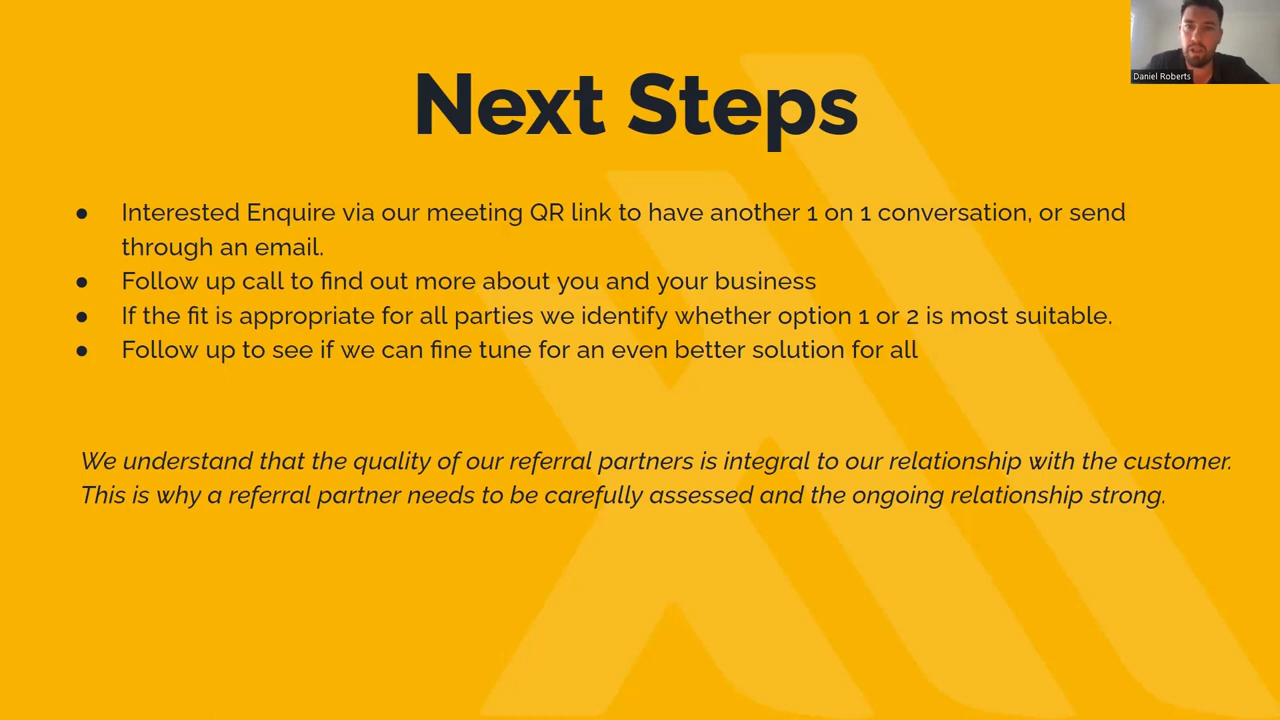 Daniel Roberts
Next Steps
● Interested Enquire via our meeting QR link to have another 1 on 1 conversation, or send
through an email.
● Follow up call to find out more about you and your business
● If the fit is appropriate for all parties we identify whether option 1 or 2 is most suitable.
● Follow up to see if we can fine tune for an even better solution for all
We understand that the quality of our referral partners is integral to our relationship with the customer.
This is why a referral partner needs to be carefully assessed and the ongoing relationship strong.